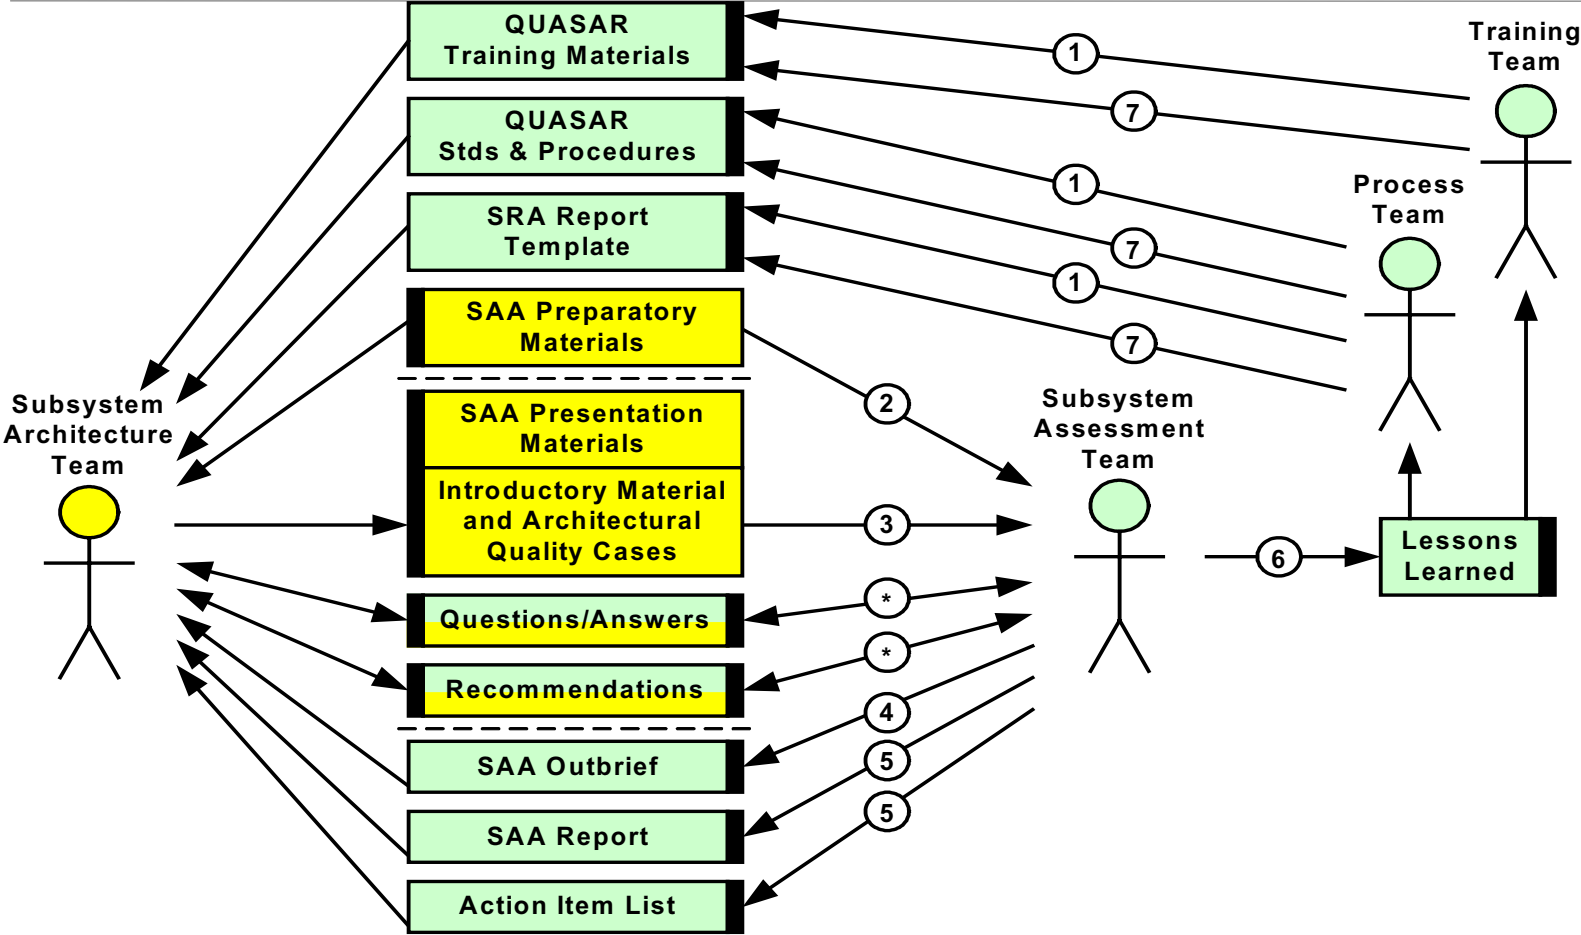 QUASAR
Training Materials
1
7
Training
Team
QUASAR
Stds & Procedures
1
7
Process
Team
SRA Report
Template
1
7
SAA Preparatory
Materials
2
Subsystem
Architecture
Team
SAA Presentation
Materials
Introductory Material
and Architectural
Quality Cases
3
Subsystem
Assessment
Team
6
Lessons
Learned
Questions/Answers
*
Recommendations
*
SAA Outbrief
4
SAA Report
5
Action Item List
5